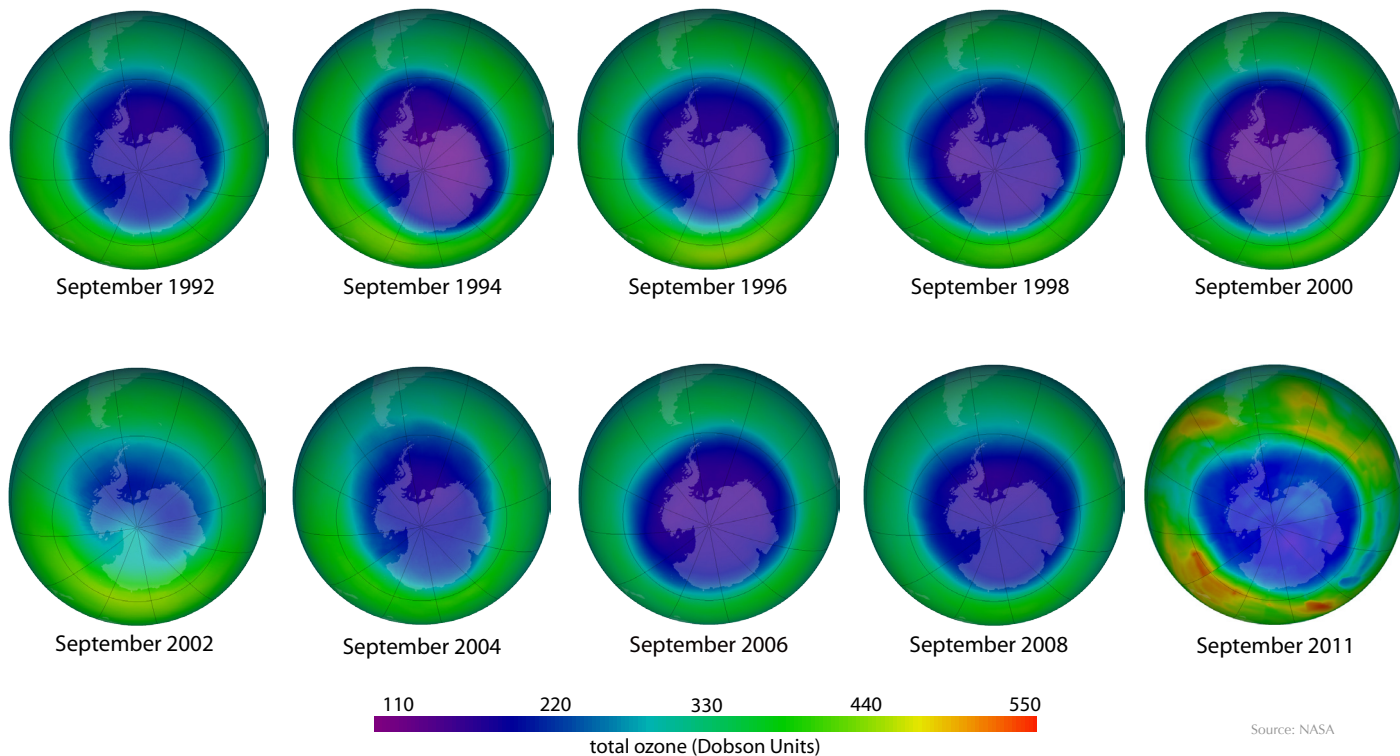 September 1992
September 1994
September 1996
September 1998
September 2000
September 2002
September 2004
September 2006
September 2008
September 2011
110 220 330 440 550
total ozone (Dobson Units)
Source: NASA